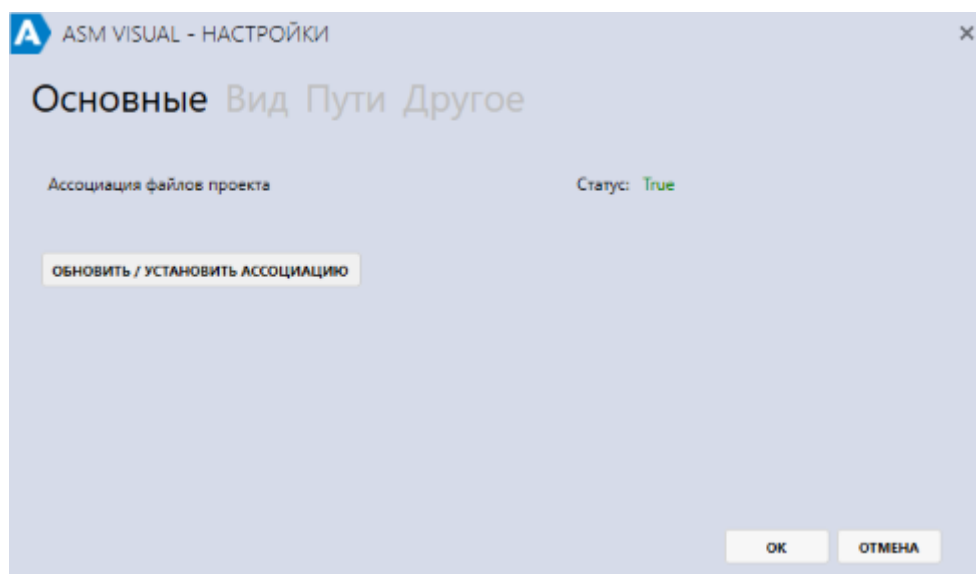 ASM VISUAL - НАСТРОЙКИ
Основные Вид Пути Другое
Ассоциация файлов проекта Статус: True
ОБНОВИТЬ / УСТАНОВИТЬ АССОЦИАЦИЮ
ОК ОТМЕНА